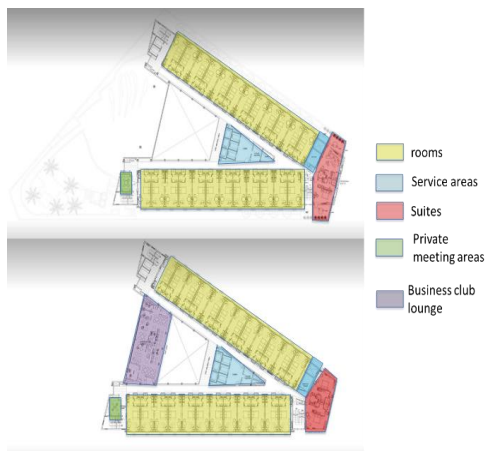 rooms
Service areas
Suites
Private
meeting areas
Business club
lounge